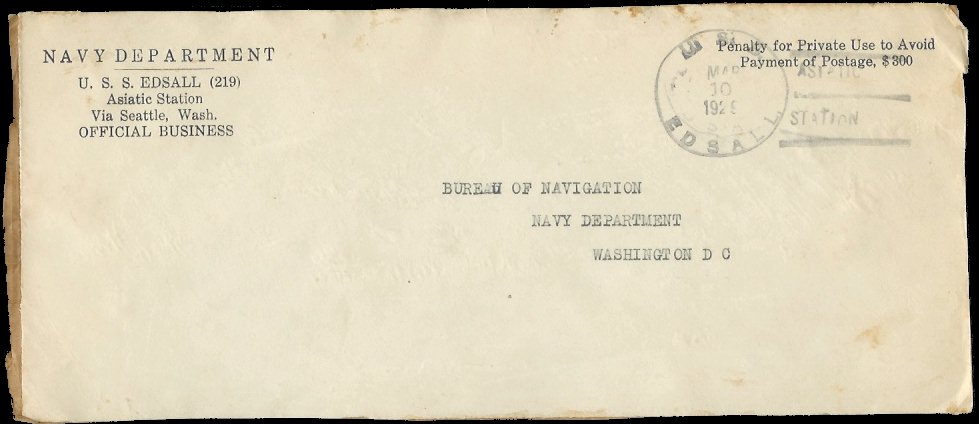 NAVY DEPARTMENT
U. S. S. EDSALL (219)
Asiatic Station
Via Seattle, Wash.
OFFICIAL BUSINESS
Penalty for Private Use to Avoid
Payment of Postage, $300
U. S.
MAR
10
EDSALL
ASIATIC
STATION
BUREAU OF NAVIGATION
NAVY DEPARTMENT
WASHINGTON D C